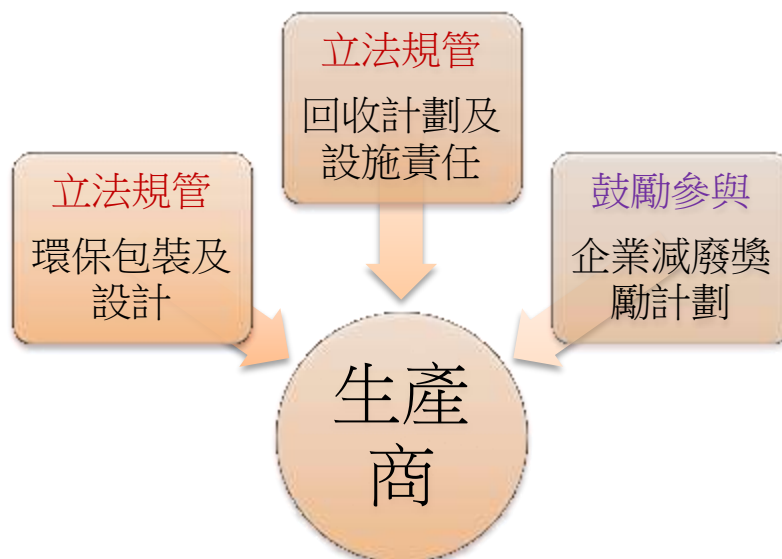 立法規管
回收計劃及
設施責任
立法規管
環保包裝及
設計
鼓勵參與
企業減廢獎
勵計劃
生產
商